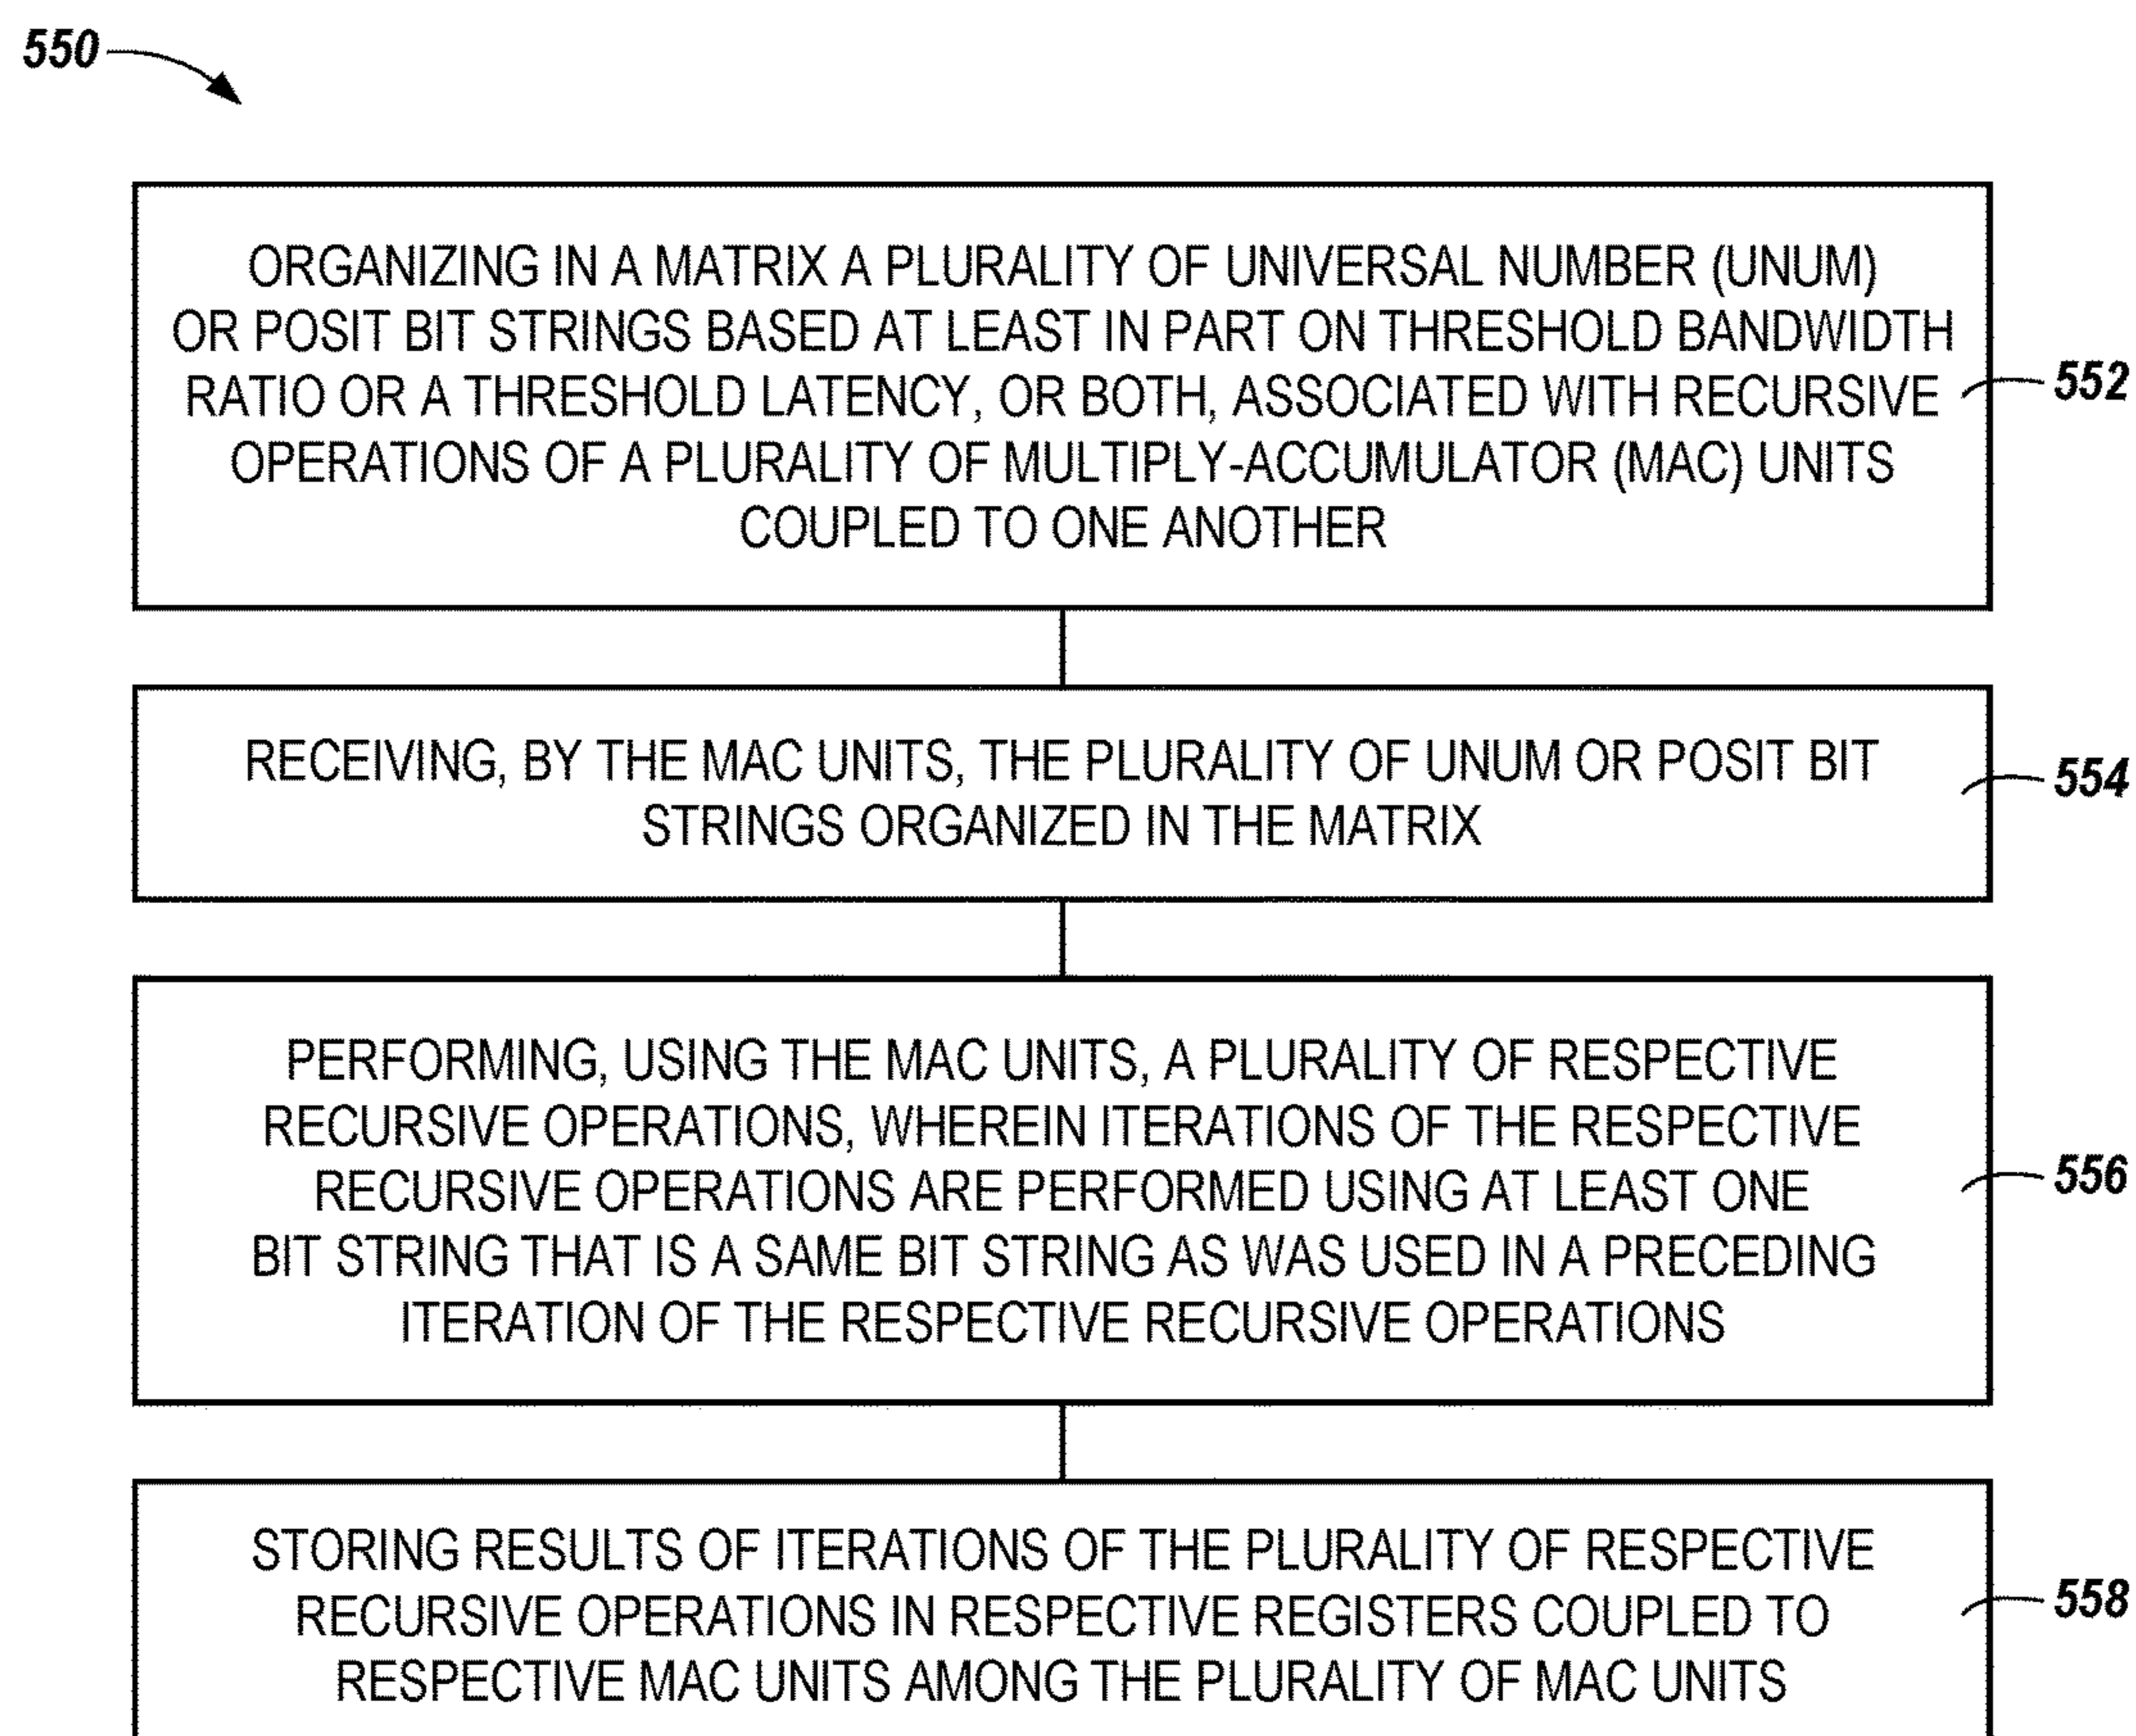 550
ORGANIZING IN A MATRIX A PLURALITY OF UNIVERSAL NUMBER (UNUM)
OR POSIT BIT STRINGS BASED AT LEAST IN PART ON THRESHOLD BANDWIDTH
RATIO OR A THRESHOLD LATENCY, OR BOTH, ASSOCIATED WITH RECURSIVE
OPERATIONS OF A PLURALITY OF MULTIPLY-ACCUMULATOR (MAC) UNITS
COUPLED TO ONE ANOTHER
552
RECEIVING, BY THE MAC UNITS, THE PLURALITY OF UNUM OR POSIT BIT
STRINGS ORGANIZED IN THE MATRIX
554
PERFORMING, USING THE MAC UNITS, A PLURALITY OF RESPECTIVE
RECURSIVE OPERATIONS, WHEREIN ITERATIONS OF THE RESPECTIVE
RECURSIVE OPERATIONS ARE PERFORMED USING AT LEAST ONE
BIT STRING THAT IS A SAME BIT STRING AS WAS USED IN A PRECEDING
ITERATION OF THE RESPECTIVE RECURSIVE OPERATIONS
556
STORING RESULTS OF ITERATIONS OF THE PLURALITY OF RESPECTIVE
RECURSIVE OPERATIONS IN RESPECTIVE REGISTERS COUPLED TO
RESPECTIVE MAC UNITS AMONG THE PLURALITY OF MAC UNITS
558